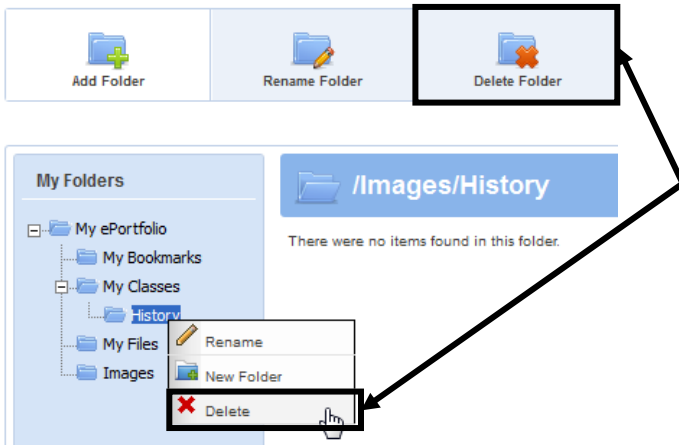 Add Folder
Rename Folder
Delete Folder
My Folders
/Images/History
My ePortfolio
There were no items found in this folder.
My Bookmarks
My Classes
History
My Files
Rename
Images
New Folder
Delete